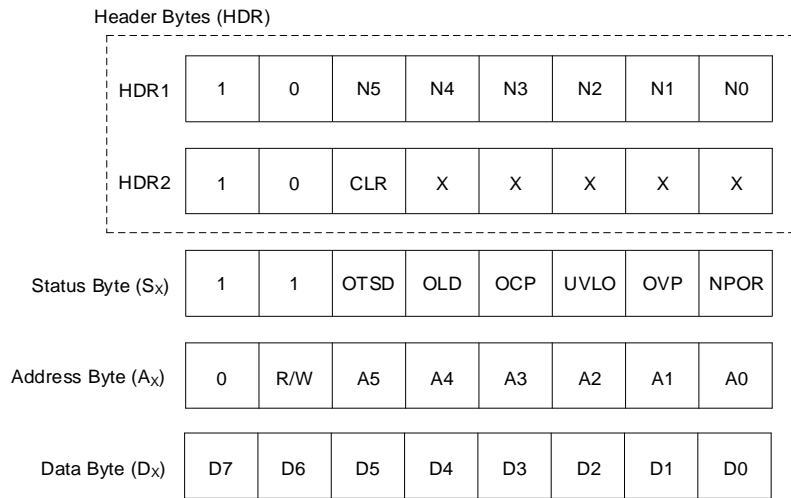 Header Bytes (HDR)
HDR1 1 0 N5 N4 N3 N2 N1 N0
HDR2 1 0 CLR X X X X X
Status Byte (SX) 1 1 OTSD OLD OCP UVLO OVP NPOR
Address Byte (AX) 0 R/W A5 A4 A3 A2 A1 A0
Data Byte (DX) D7 D6 D5 D4 D3 D2 D1 D0